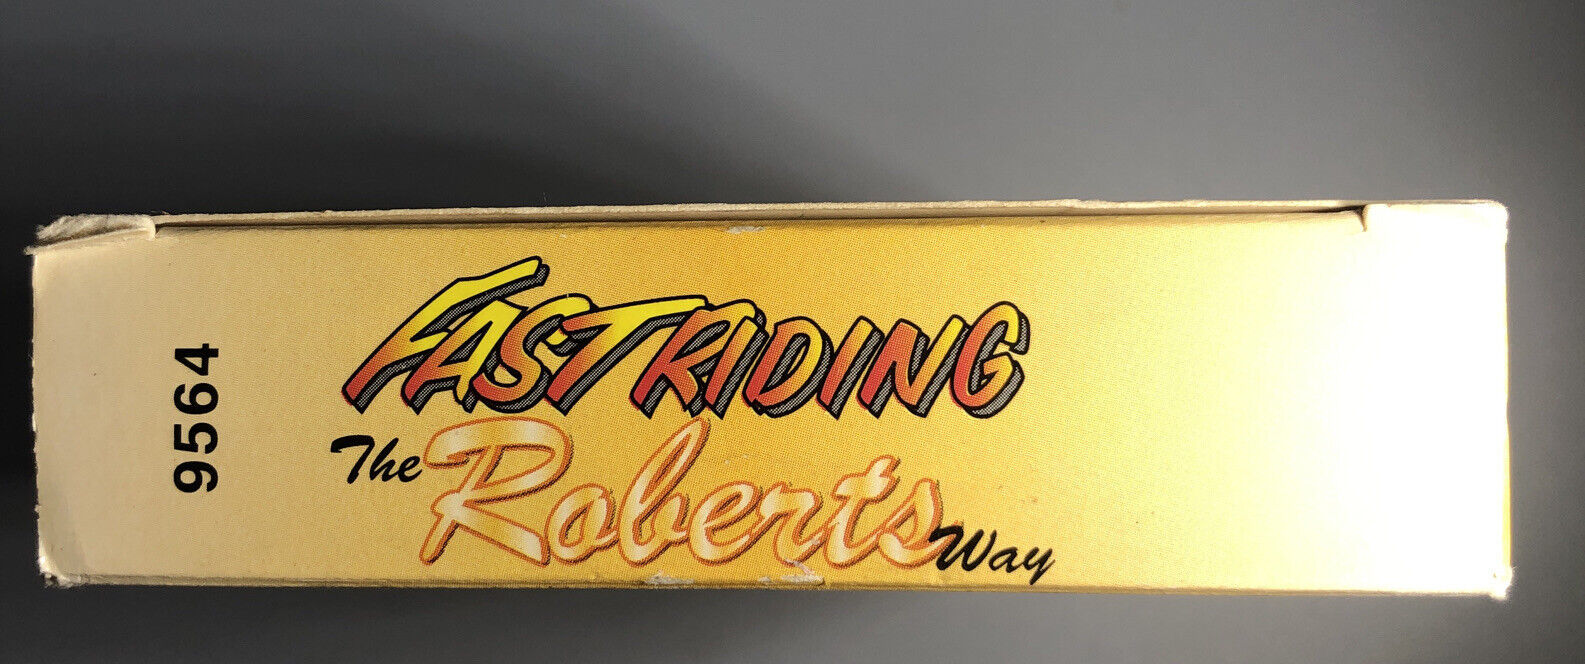 9564
FAST RIDING
The Roberts Way